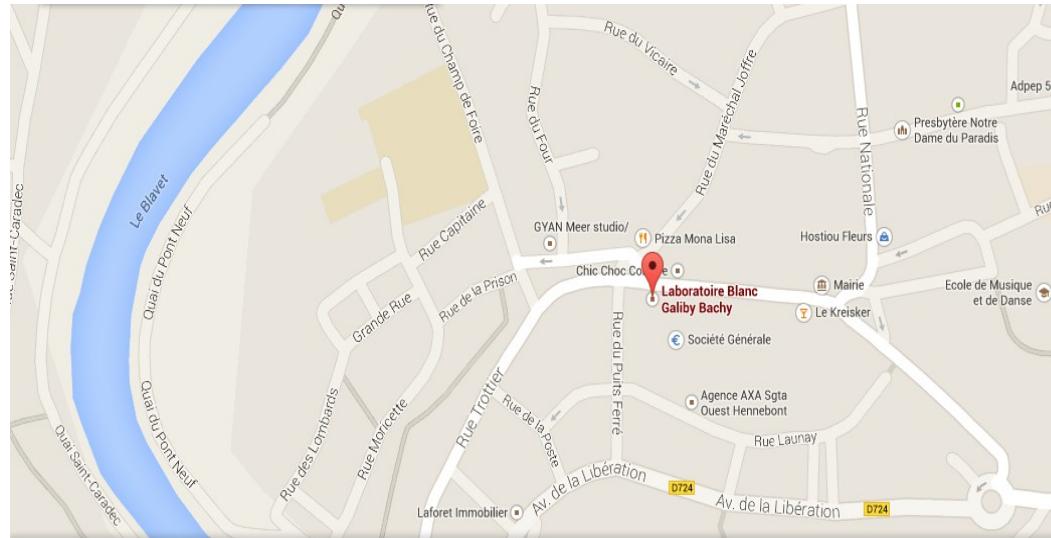 Qu
Rue du Champ de Foire
Rue du Vicaire
Rue du Maréchal Joffre
Adpep 5
Presbytère Notre
Dame du Paradis
Rue Nationale
Rue du Four
Le Blavet
Quai du Pont Neuf
Rue Capitaine
GYAN Meer studio/
Pizza Mona Lisa
Hostiou Fleurs
Chic Choc Co
Laboratoire Blanc
Galiby Bachy
Mairie
Le Kreisker
Ecole de Musique
et de Danse
Rue de la Prison
Grande Rue
Société Générale
Rue du Puits Ferré
Rue Trottier
Agence AXA Sgta
Ouest Hennebont
Rue de la Poste
Rue Launay
Quai du Pont Neuf
Quai Saint-Caradec
Rue des Lombards
Rue Moricette
Laforet Immobilier
Av. de la Libération
D724
Av. de la Libération
D724